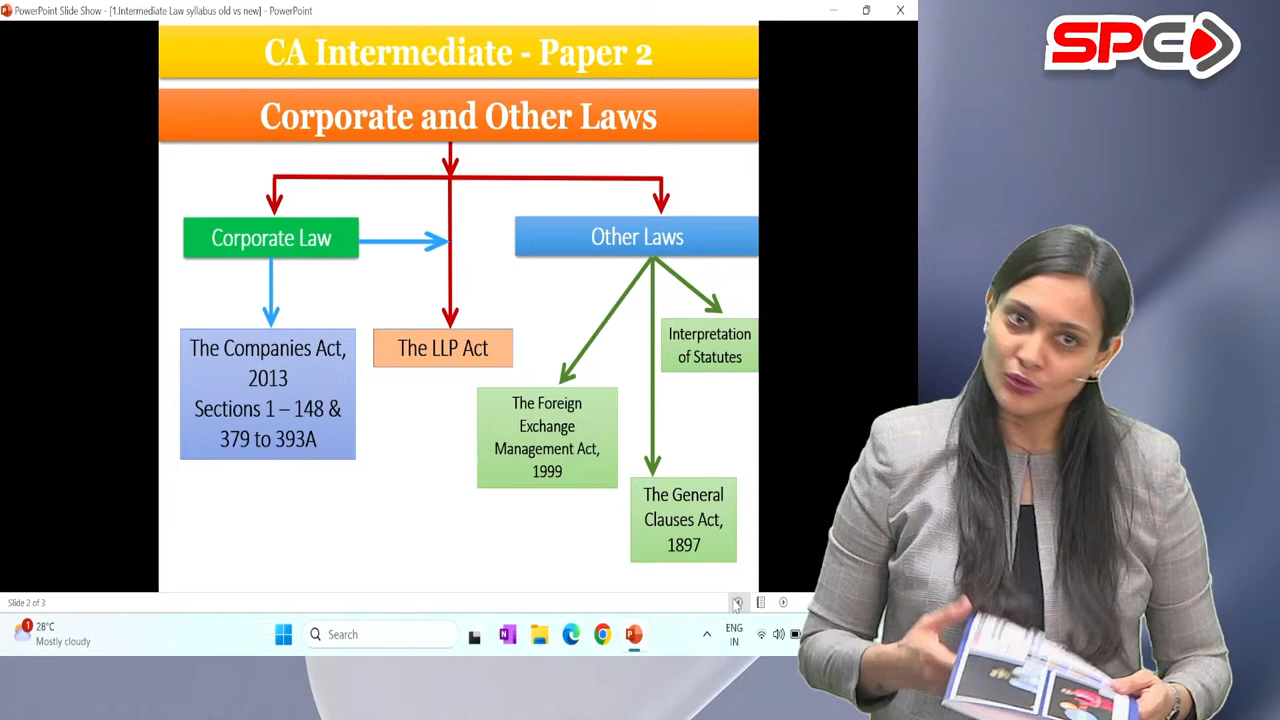 PowerPoint Slide Show - [1.Intermediate Law syllabus old vs new] - PowerPoint
SPE
CA Intermediate - Paper 2
Corporate and Other Laws
Corporate Law
Other Laws
The Companies Act,
2013
Sections 1 – 148 &
379 to 393A
The LLP Act
Interpretation
of Statutes
The Foreign
Exchange
Management Act,
1999
The General
Clauses Act,
1897
Slide 2 of 3
1
28°C
Mostly cloudy
Search
ENG
IN